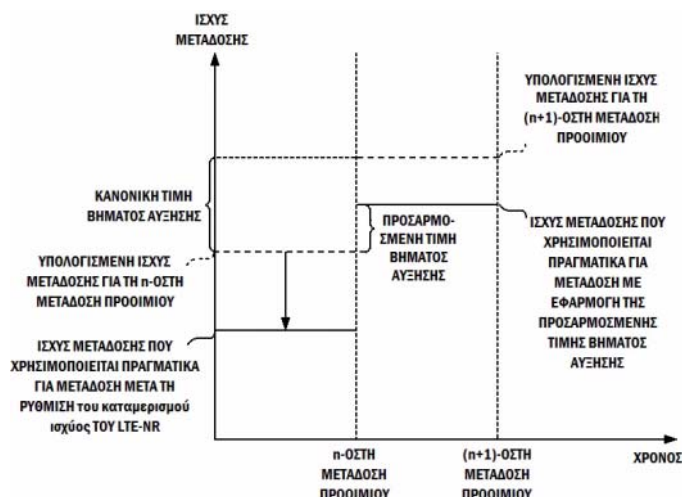 ΙΣΧΥΣ
ΜΕΤΑΔΟΣΗΣ
ΥΠΟΛΟΓΙΣΜΕΝΗ ΙΣΧΥΣ
ΜΕΤΑΔΟΣΗΣ ΓΙΑ ΤΗ
(n+1)-ΟΣΤΗ ΜΕΤΑΔΟΣΗ
ΠΡΟΟΙΜΙΟΥ
ΚΑΝΟΝΙΚΗ ΤΙΜΗ
ΒΗΜΑΤΟΣ ΑΥΞΗΣΗΣ
ΥΠΟΛΟΓΙΣΜΕΝΗ ΙΣΧΥΣ
ΜΕΤΑΔΟΣΗΣ ΓΙΑ ΤΗ n-ΟΣΤΗ
ΜΕΤΑΔΟΣΗ ΠΡΟΟΙΜΙΟΥ
ΠΡΟΣΑΡΜΟ-
ΣΜΕΝΗ ΤΙΜΗ
ΒΗΜΑΤΟΣ
ΑΥΞΗΣΗΣ
ΙΣΧΥΣ ΜΕΤΑΔΟΣΗΣ ΠΟΥ
ΧΡΗΣΙΜΟΠΟΙΕΙΤΑΙ
ΠΡΑΓΜΑΤΙΚΑ ΓΙΑ
ΜΕΤΑΔΟΣΗ ΜΕ
ΕΦΑΡΜΟΓΗ ΤΗΣ
ΠΡΟΣΑΡΜΟΣΜΕΝΗΣ
ΤΙΜΗΣ ΒΗΜΑΤΟΣ
ΑΥΞΗΣΗΣ
ΙΣΧΥΣ ΜΕΤΑΔΟΣΗΣ ΠΟΥ
ΧΡΗΣΙΜΟΠΟΙΕΙΤΑΙ ΠΡΑΓΜΑΤΙΚΑ
ΓΙΑ ΜΕΤΑΔΟΣΗ ΜΕΤΑ ΤΗ
ΡΥΘΜΙΣΗ του καταμερισμού
ισχύος ΤΟΥ LTE-NR
n-ΟΣΤΗ
ΜΕΤΑΔΟΣΗ
ΠΡΟΟΙΜΙΟΥ
(n+1)-ΟΣΤΗ
ΜΕΤΑΔΟΣΗ
ΠΡΟΟΙΜΙΟΥ
ΧΡΟΝΟΣ